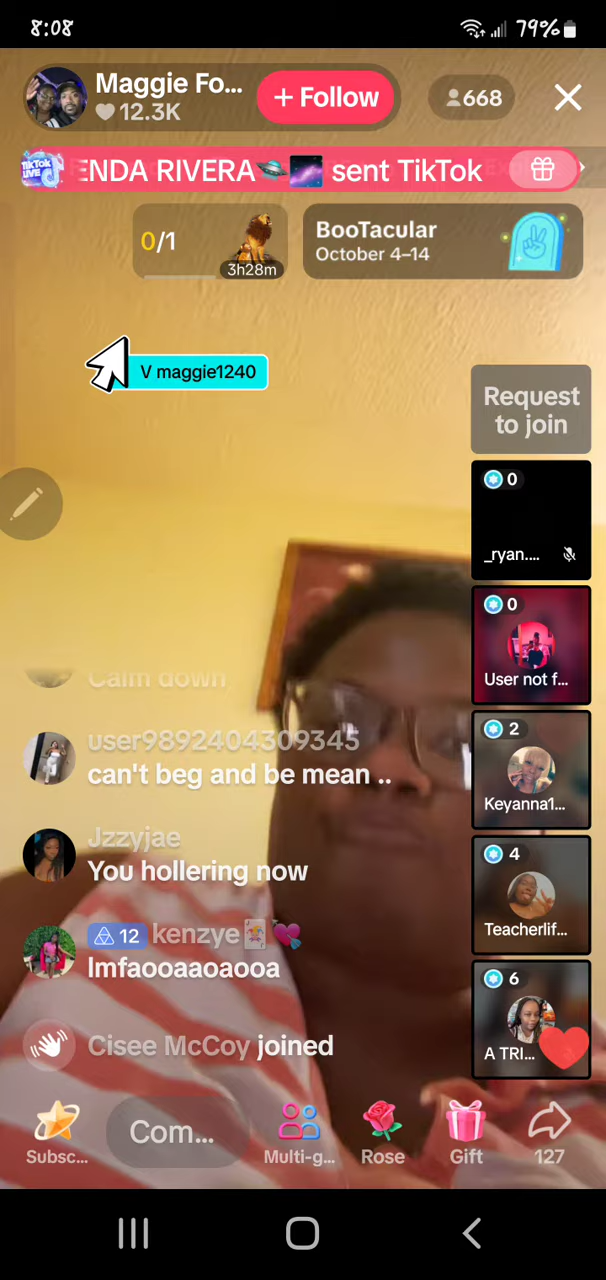 8:08
79%
Maggie Fo...
12.3K
+ Follow
668
TikTok LIVE
ENDA RIVERA🛸🌌 sent TikTok
0/1
3h28m
BooTacular
October 4–14
V maggie1240
Request
to join
0
_ryan....
0
User not f...
2
Keyanna1...
4
Teacherlif...
6
A TRI...
Calm down
user9892404309345
can't beg and be mean ..
Jzzyjae
You hollering now
12 kenzye🃏💘
lmfaooaaoaooa
Cisee McCoy joined
Subsc...
Com...
Multi-g...
Rose
Gift
127